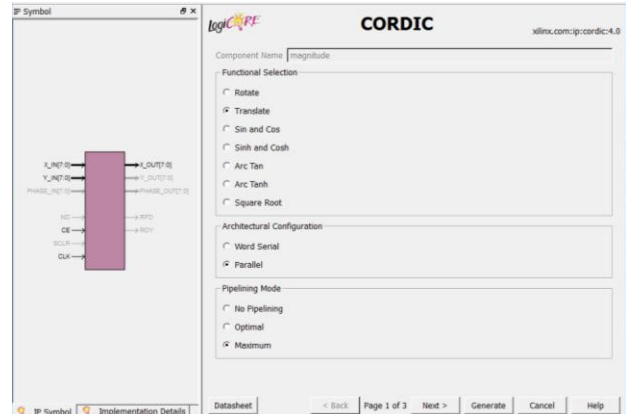 IP Symbol
X_IN[7:0]
Y_IN[7:0]
PHASE_IN[7:0]
ND
CE
SCLR
CLK
X_OUT[7:0]
Y_OUT[7:0]
PHASE_OUT[7:0]
RFD
RDY
IP Symbol
Implementation Details
LogiCORE
CORDIC
xilinx.com:ip:cordic:4.0
Component Name magnitude
Functional Selection
Rotate
Translate
Sin and Cos
Sinh and Cosh
Arc Tan
Arc Tanh
Square Root
Architectural Configuration
Word Serial
Parallel
Pipelining Mode
No Pipelining
Optimal
Maximum
Datasheet
< Back
Page 1 of 3
Next >
Generate
Cancel
Help